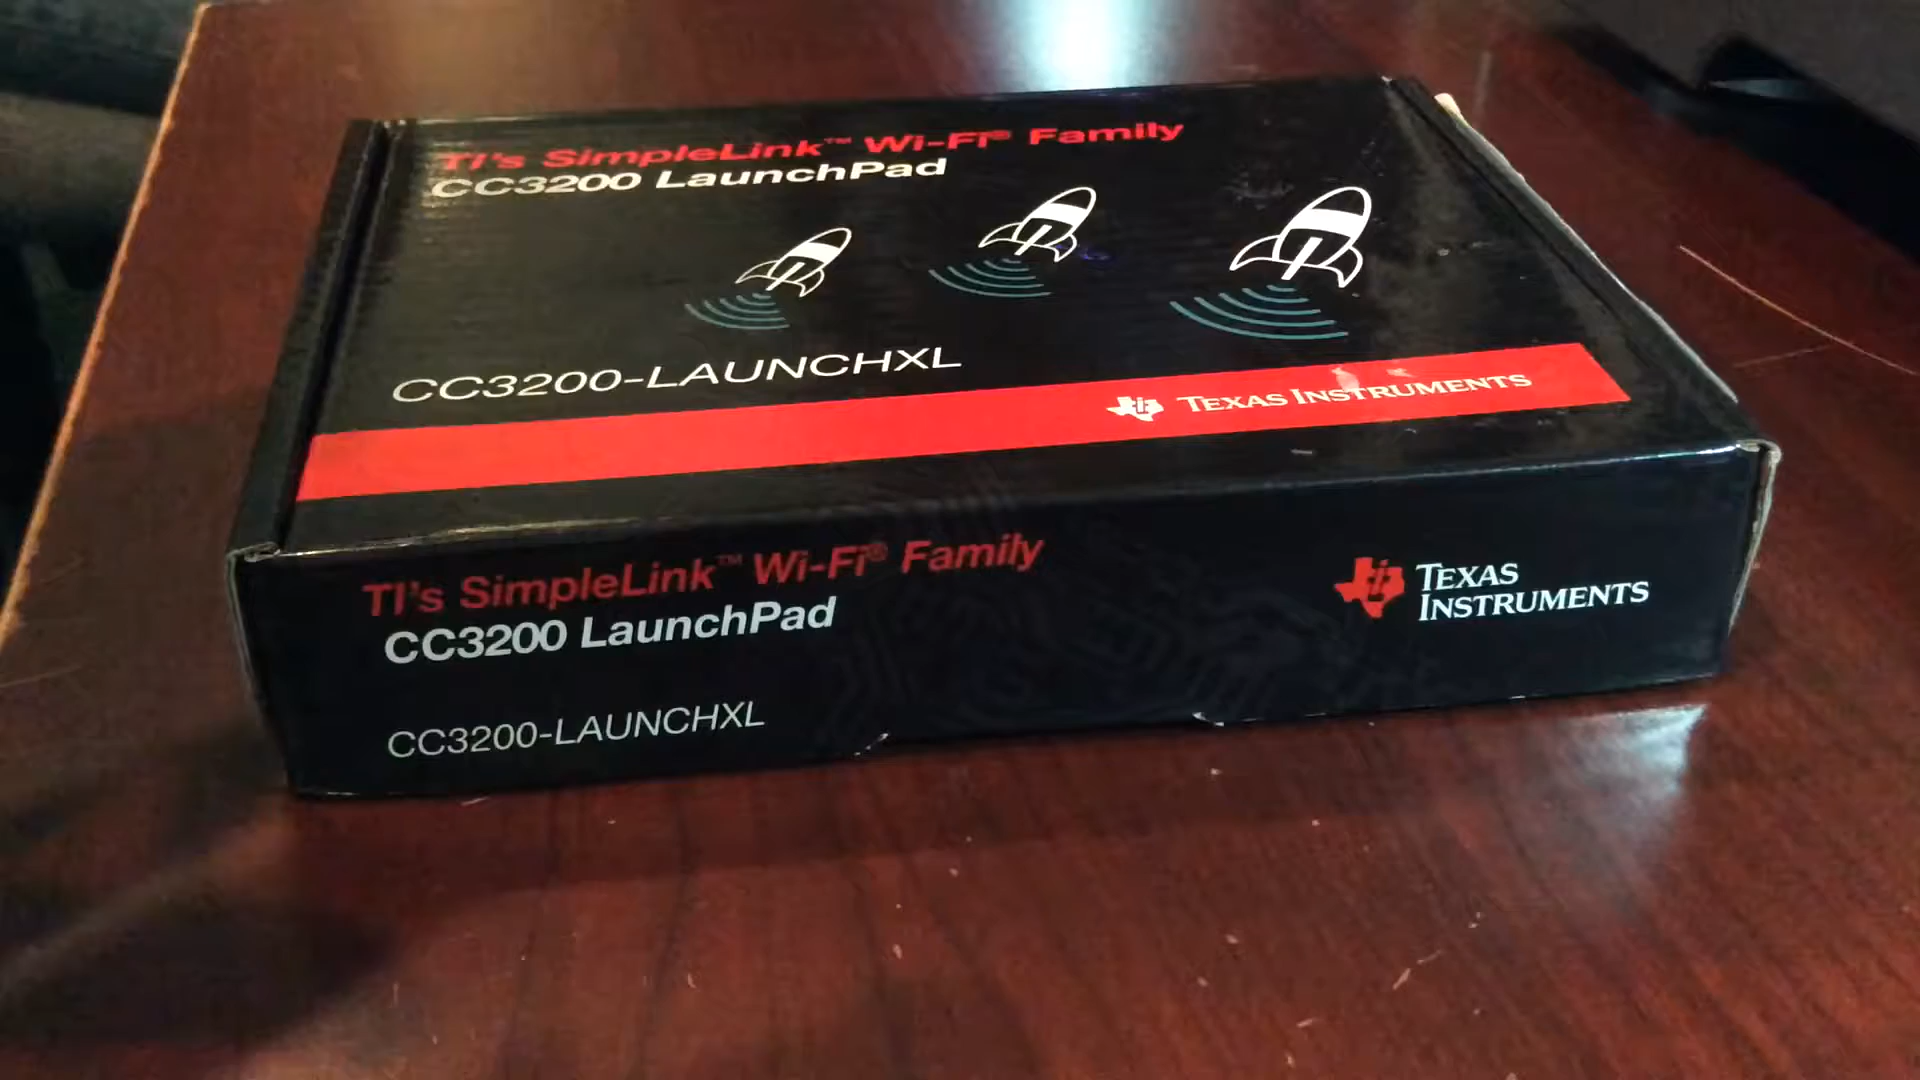 TI's SimpleLink™ Wi-Fi® Family
CC3200 LaunchPad
CC3200-LAUNCHXL
TEXAS INSTRUMENTS
TI's SimpleLink™ Wi-Fi® Family
CC3200 LaunchPad
TEXAS
INSTRUMENTS
CC3200-LAUNCHXL